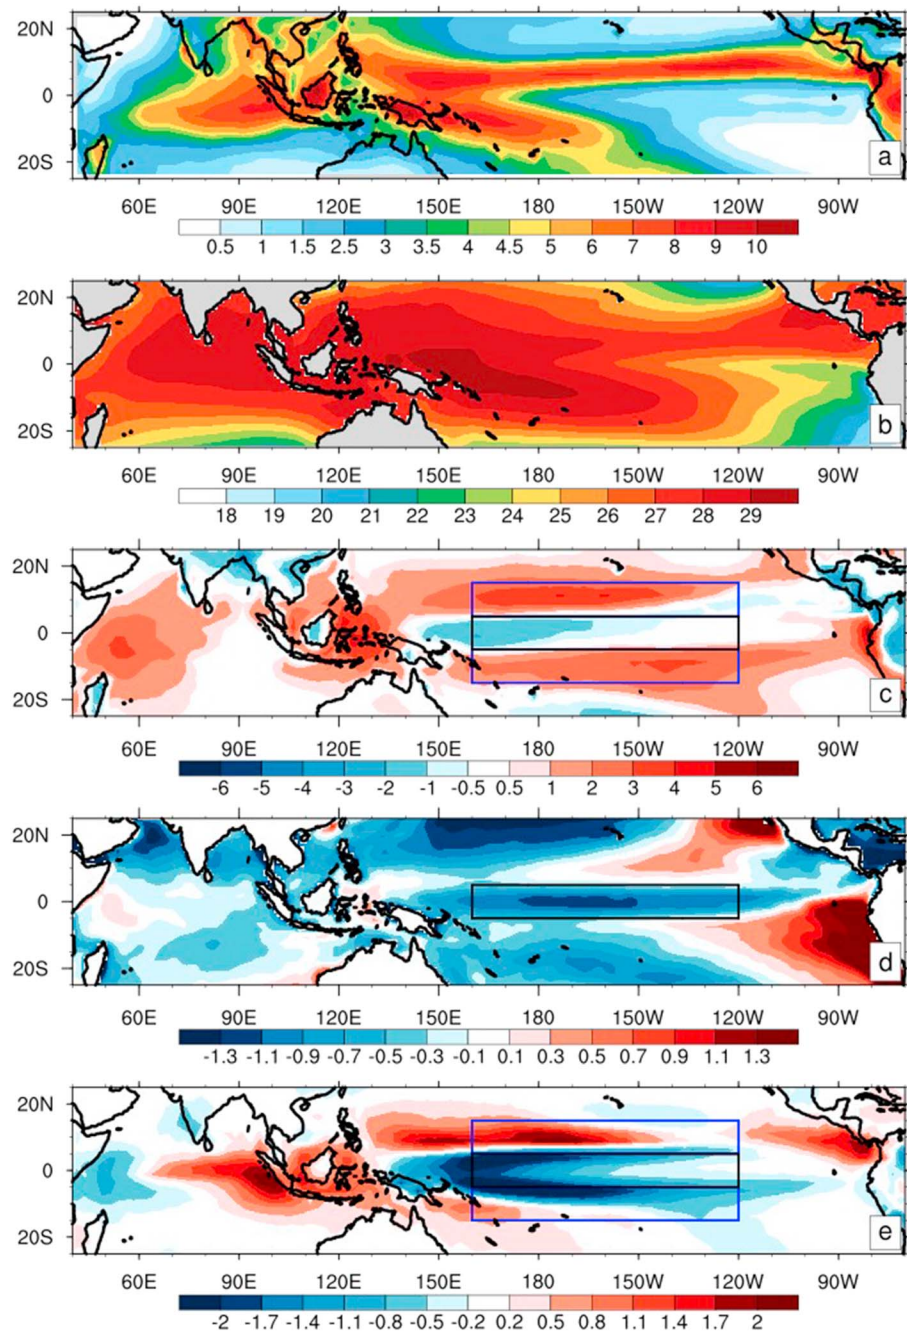 20N
0
20S
a
60E 90E 120E 150E 180 150W 120W 90W
0.5 1 1.5 2.5 3 3.5 4 4.5 5 6 7 8 9 10
20N
0
20S
b
60E 90E 120E 150E 180 150W 120W 90W
18 19 20 21 22 23 24 25 26 27 28 29
20N
0
20S
c
60E 90E 120E 150E 180 150W 120W 90W
-6 -5 -4 -3 -2 -1 -0.5 0.5 1 2 3 4 5 6
20N
0
20S
d
60E 90E 120E 150E 180 150W 120W 90W
-1.3 -1.1 -0.9 -0.7 -0.5 -0.3 -0.1 0.1 0.3 0.5 0.7 0.9 1.1 1.3
20N
0
20S
e
60E 90E 120E 150E 180 150W 120W 90W
-2 -1.7 -1.4 -1.1 -0.8 -0.5 -0.2 0.2 0.5 0.8 1.1 1.4 1.7 2